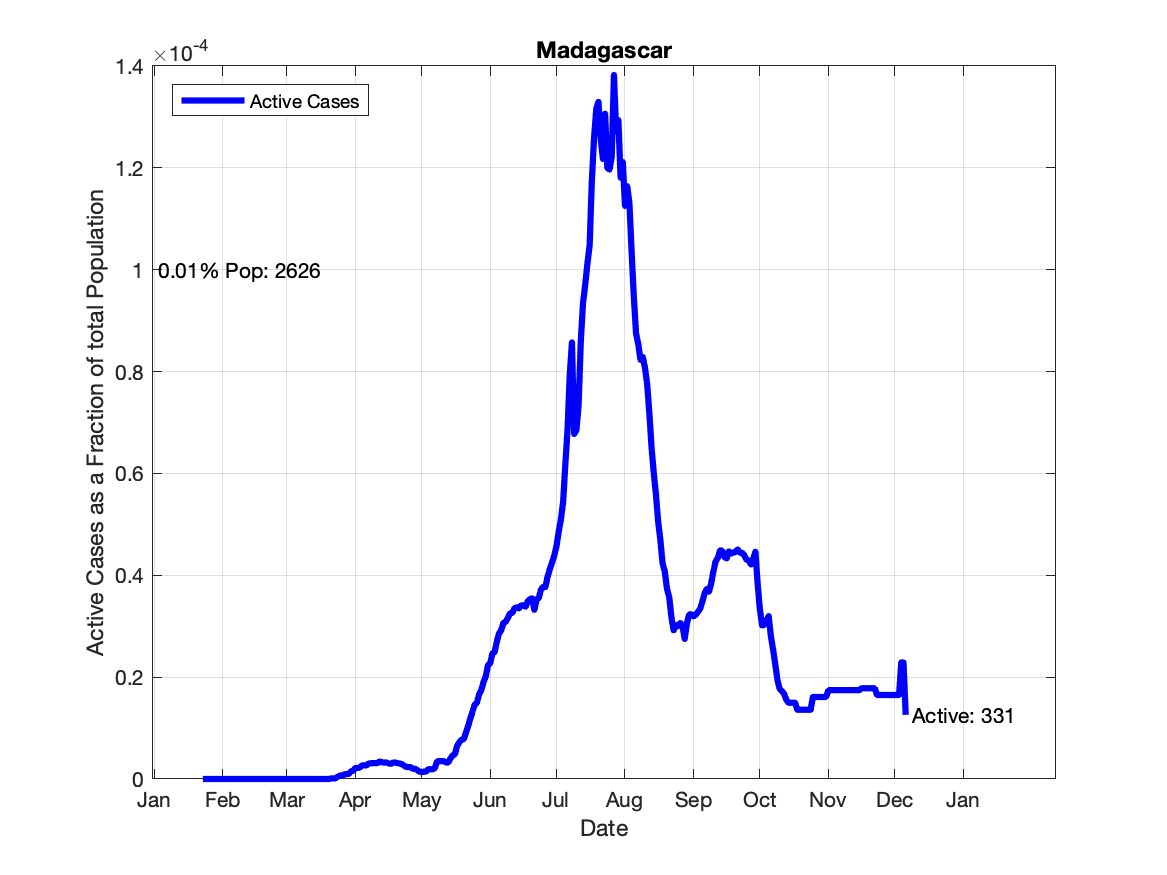 Madagascar
×10-4
Active Cases
1.4
1.2
1
0.8
0.6
0.4
0.2
0
0.01% Pop: 2626
Active: 331
Active Cases as a Fraction of total Population
Jan Feb Mar Apr May Jun Jul Aug Sep Oct Nov Dec Jan
Date